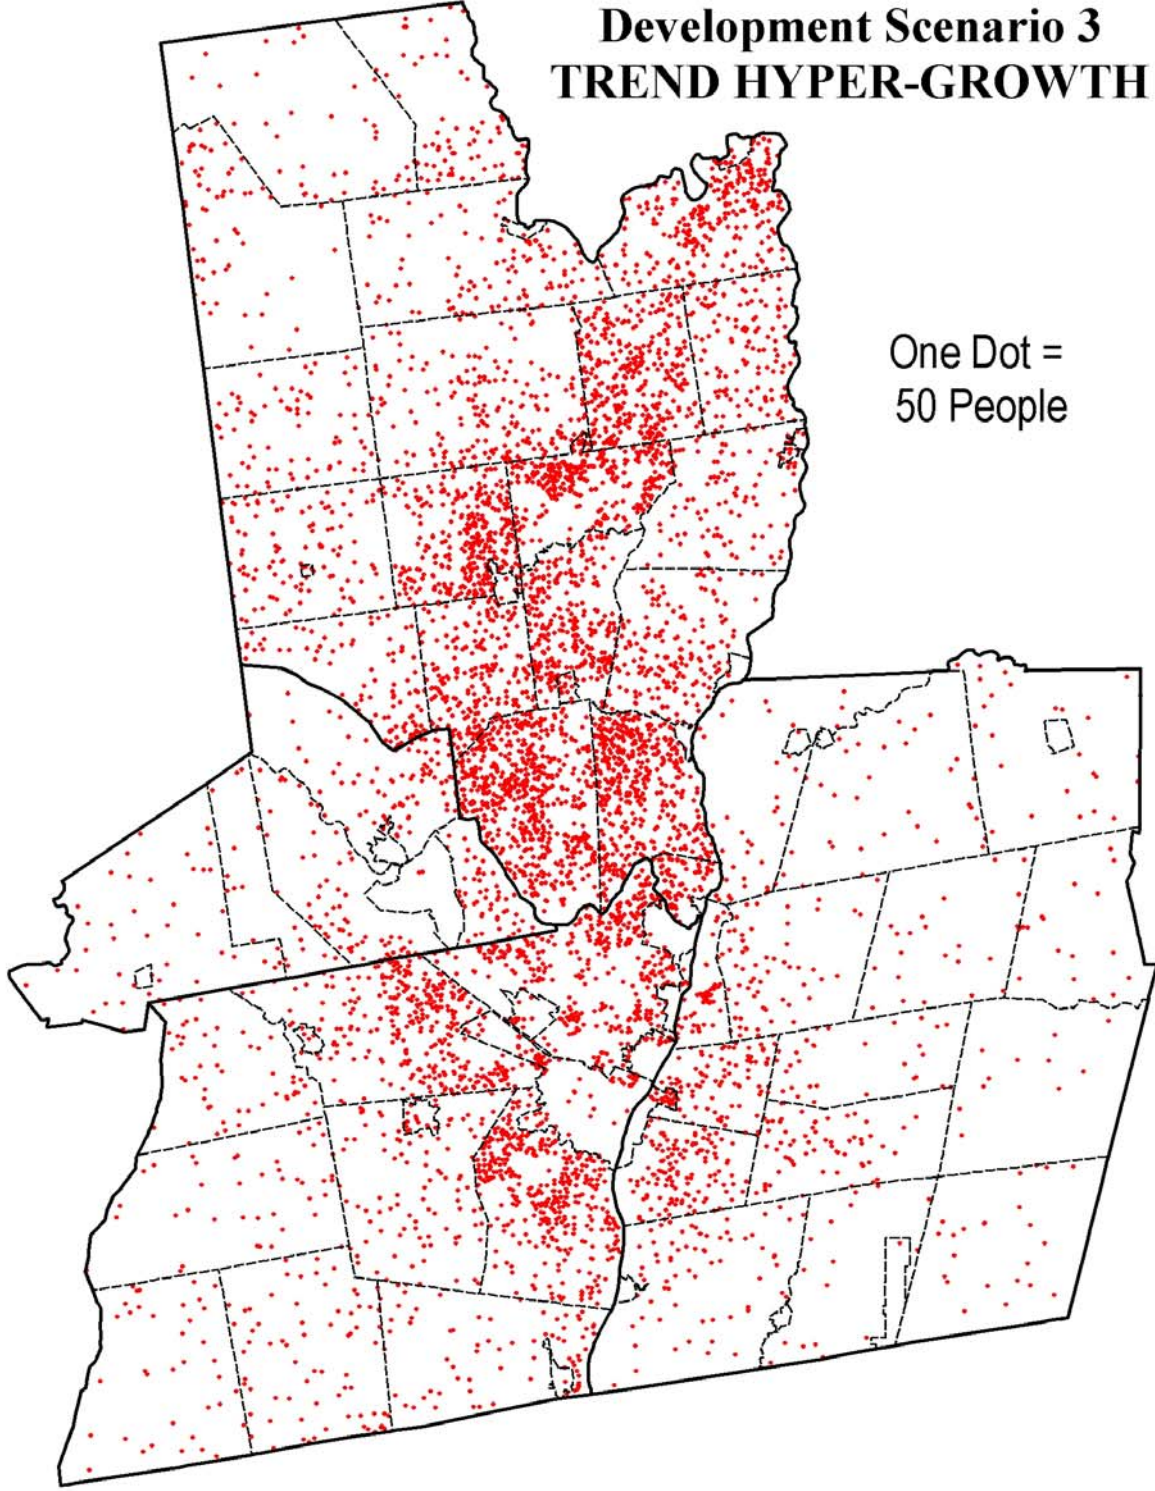 Development Scenario 3
TREND HYPER-GROWTH
One Dot =
50 People